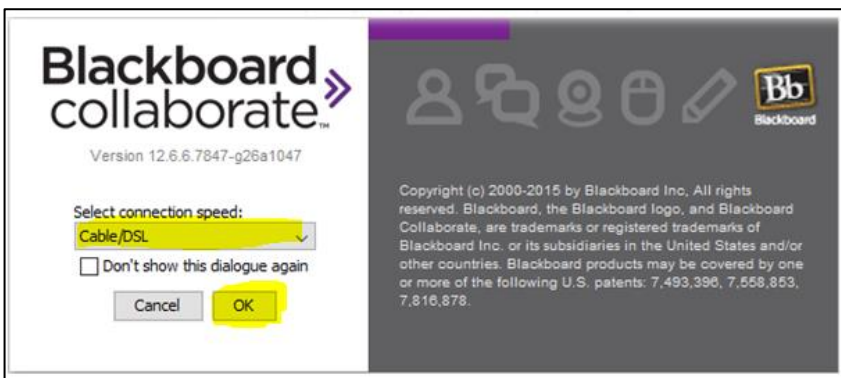 Blackboard
collaborate™
Version 12.6.6.7847-g26a1047
Select connection speed:
Cable/DSL
Don't show this dialogue again
Cancel OK
Bb
Blackboard
Copyright (c) 2000-2015 by Blackboard Inc, All rights
reserved. Blackboard, the Blackboard logo, and Blackboard
Collaborate, are trademarks or registered trademarks of
Blackboard Inc. or its subsidiaries in the United States and/or
other countries. Blackboard products may be covered by one
or more of the following U.S. patents: 7,493,396, 7,558,853,
7,816,878.